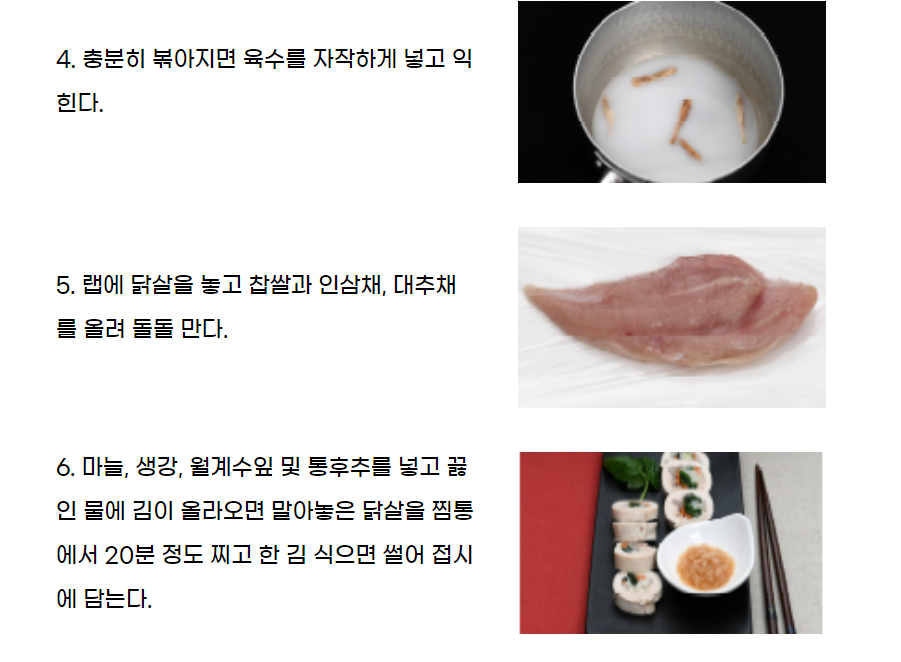 4. 충분히 볶아지면 육수를 자작하게 넣고 익
힌다.
5. 랩에 닭살을 놓고 찹쌀과 인삼채, 대추채
를 올려 돌돌 만다.
6. 마늘, 생강, 월계수잎 및 통후추를 넣고 끓
인 물에 김이 올라오면 말아놓은 닭살을 찜통
에서 20분 정도 찌고 한 김 식으면 썰어 접시
에 담는다.